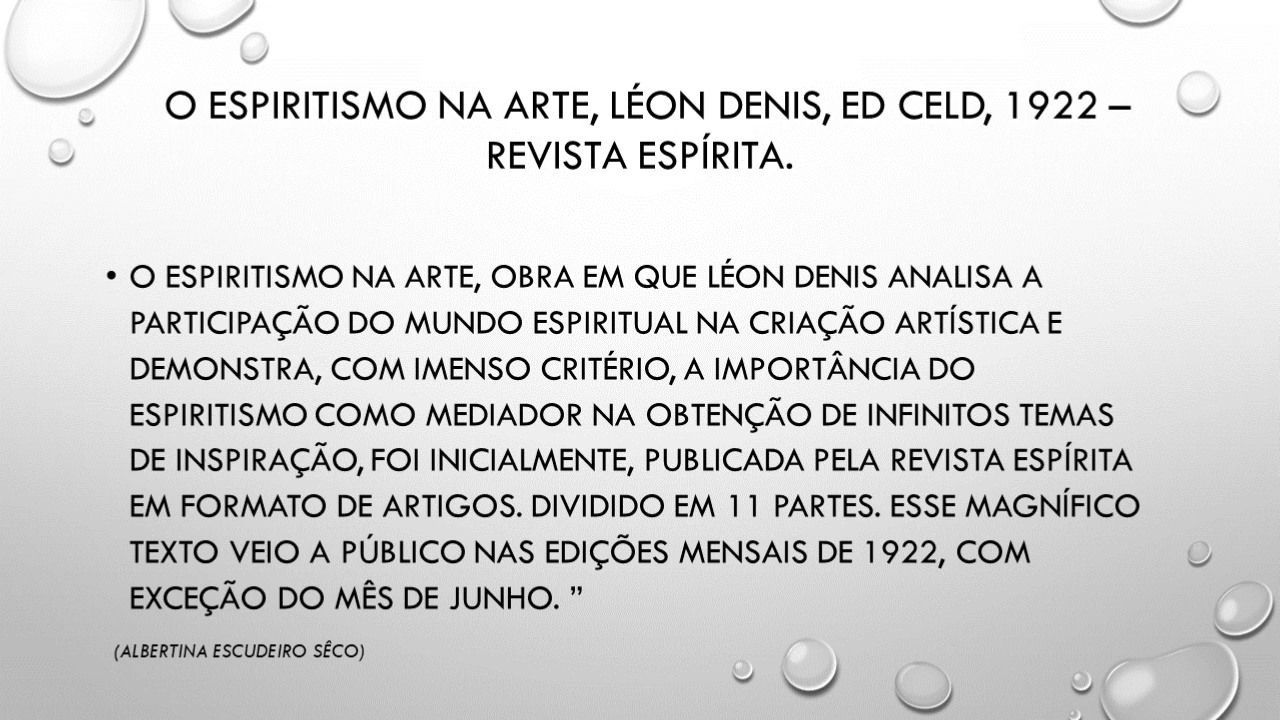 O ESPIRITISMO NA ARTE, LÉON DENIS, ED CELD, 1922 –
REVISTA ESPÍRITA.
• O ESPIRITISMO NA ARTE, OBRA EM QUE LÉON DENIS ANALISA A
PARTICIPAÇÃO DO MUNDO ESPIRITUAL NA CRIAÇÃO ARTÍSTICA E
DEMONSTRA, COM IMENSO CRITÉRIO, A IMPORTÂNCIA DO
ESPIRITISMO COMO MEDIADOR NA OBTENÇÃO DE INFINITOS TEMAS
DE INSPIRAÇÃO, FOI INICIALMENTE, PUBLICADA PELA REVISTA ESPÍRITA
EM FORMATO DE ARTIGOS. DIVIDIDO EM 11 PARTES. ESSE MAGNÍFICO
TEXTO VEIO A PÚBLICO NAS EDIÇÕES MENSAIS DE 1922, COM
EXCEÇÃO DO MÊS DE JUNHO. ”
(ALBERTINA ESCUDEIRO SÊCO)